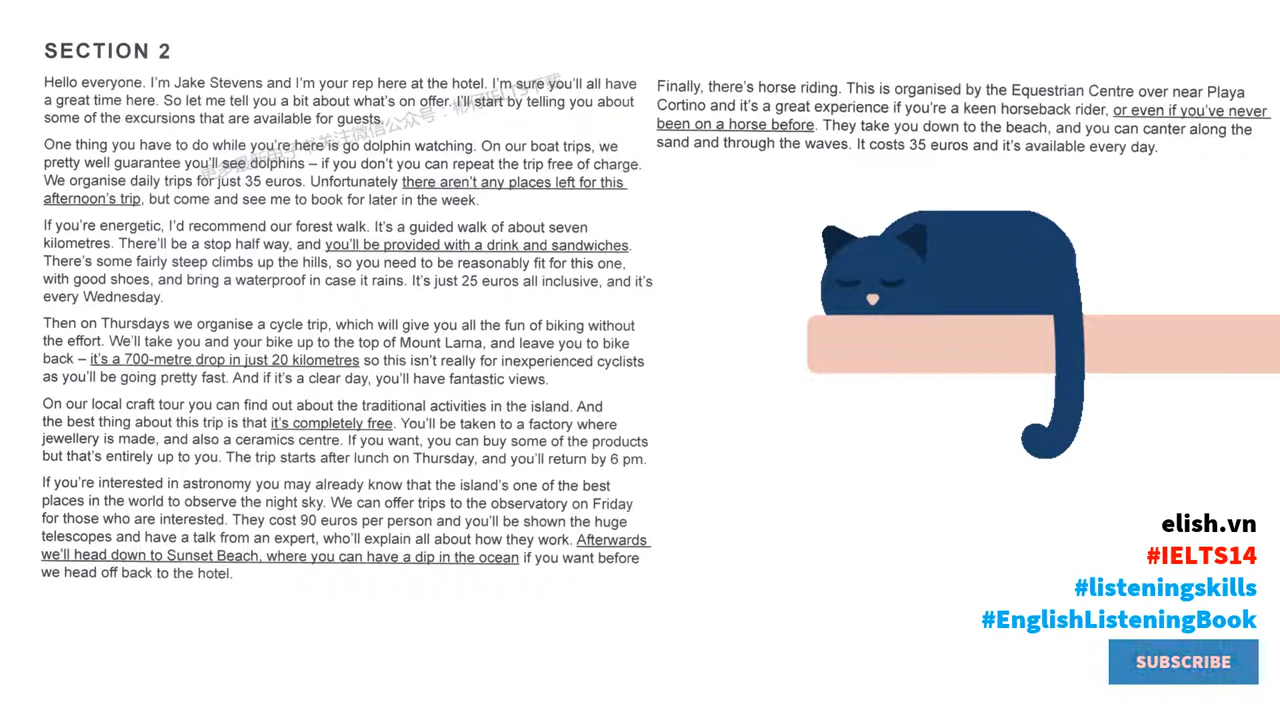 SECTION 2
Hello everyone. I'm Jake Stevens and I'm your rep here at the hotel. I'm sure you'll all have
a great time here. So let me tell you a bit about what's on offer. I'll start by telling you about
some of the excursions that are available for guests.
One thing you have to do while you're here is go dolphin watching. On our boat trips, we
pretty well guarantee you'll see dolphins – if you don't you can repeat the trip free of charge.
We organise daily trips for just 35 euros. Unfortunately there aren't any places left for this
afternoon's trip, but come and see me to book for later in the week.
If you're energetic, I'd recommend our forest walk. It's a guided walk of about seven
kilometres. There'll be a stop half way, and you'll be provided with a drink and sandwiches.
There's some fairly steep climbs up the hills, so you need to be reasonably fit for this one,
with good shoes, and bring a waterproof in case it rains. It's just 25 euros all inclusive, and it's
every Wednesday.
Then on Thursdays we organise a cycle trip, which will give you all the fun of biking without
the effort. We'll take you and your bike up to the top of Mount Larna, and leave you to bike
back – it's a 700-metre drop in just 20 kilometres so this isn't really for inexperienced cyclists
as you'll be going pretty fast. And if it's a clear day, you'll have fantastic views.
On our local craft tour you can find out about the traditional activities in the island. And
the best thing about this trip is that it's completely free. You'll be taken to a factory where
jewellery is made, and also a ceramics centre. If you want, you can buy some of the products
but that's entirely up to you. The trip starts after lunch on Thursday, and you'll return by 6 pm.
If you're interested in astronomy you may already know that the island's one of the best
places in the world to observe the night sky. We can offer trips to the observatory on Friday
for those who are interested. They cost 90 euros per person and you'll be shown the huge
telescopes and have a talk from an expert, who'll explain all about how they work. Afterwards
we'll head down to Sunset Beach, where you can have a dip in the ocean if you want before
we head off back to the hotel.
Finally, there's horse riding. This is organised by the Equestrian Centre over near Playa
Cortino and it's a great experience if you're a keen horseback rider, or even if you've never
been on a horse before. They take you down to the beach, and you can canter along the
sand and through the waves. It costs 35 euros and it's available every day.
elish.vn
#IELTS14
#listeningskills
#EnglishListeningBook
SUBSCRIBE